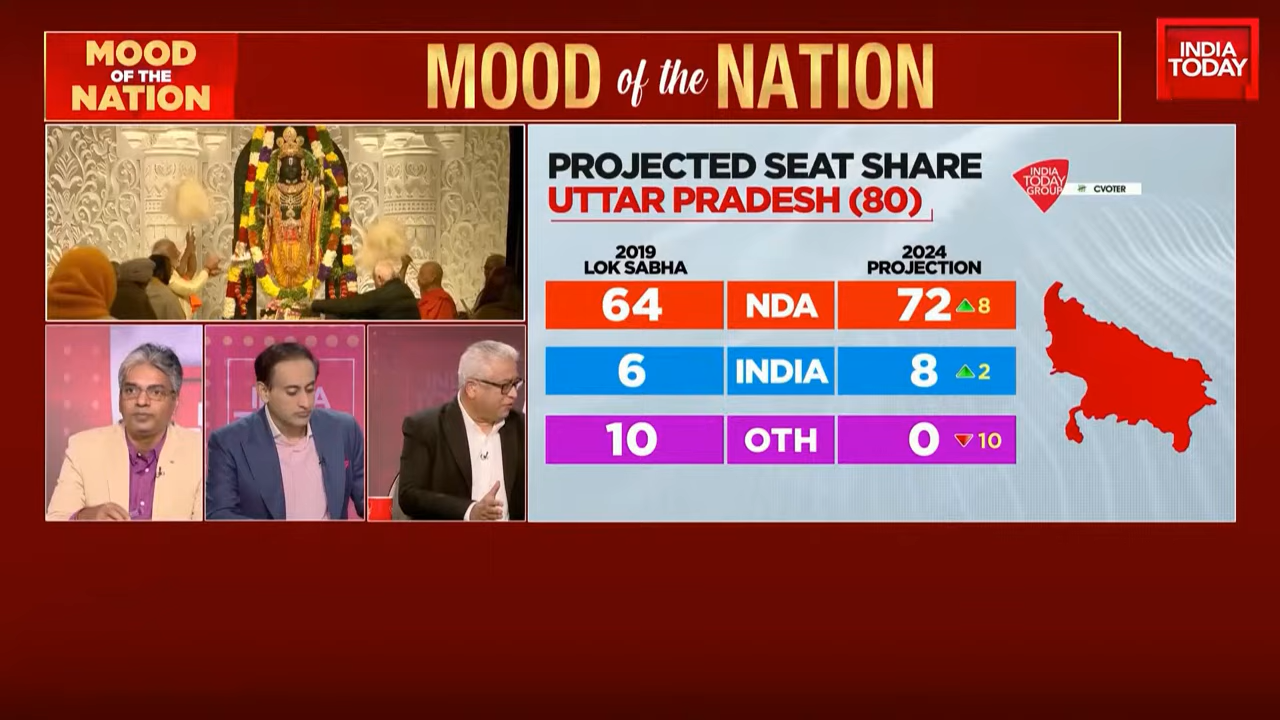 MOOD
OF THE
NATION
MOOD of the NATION
INDIA
TODAY
PROJECTED SEAT SHARE
UTTAR PRADESH (80)
INDIA
TODAY
GROUP
CVOTER
2019
LOK SABHA
2024
PROJECTION
64 NDA 72 8
6 INDIA 8 2
10 OTH 0 10